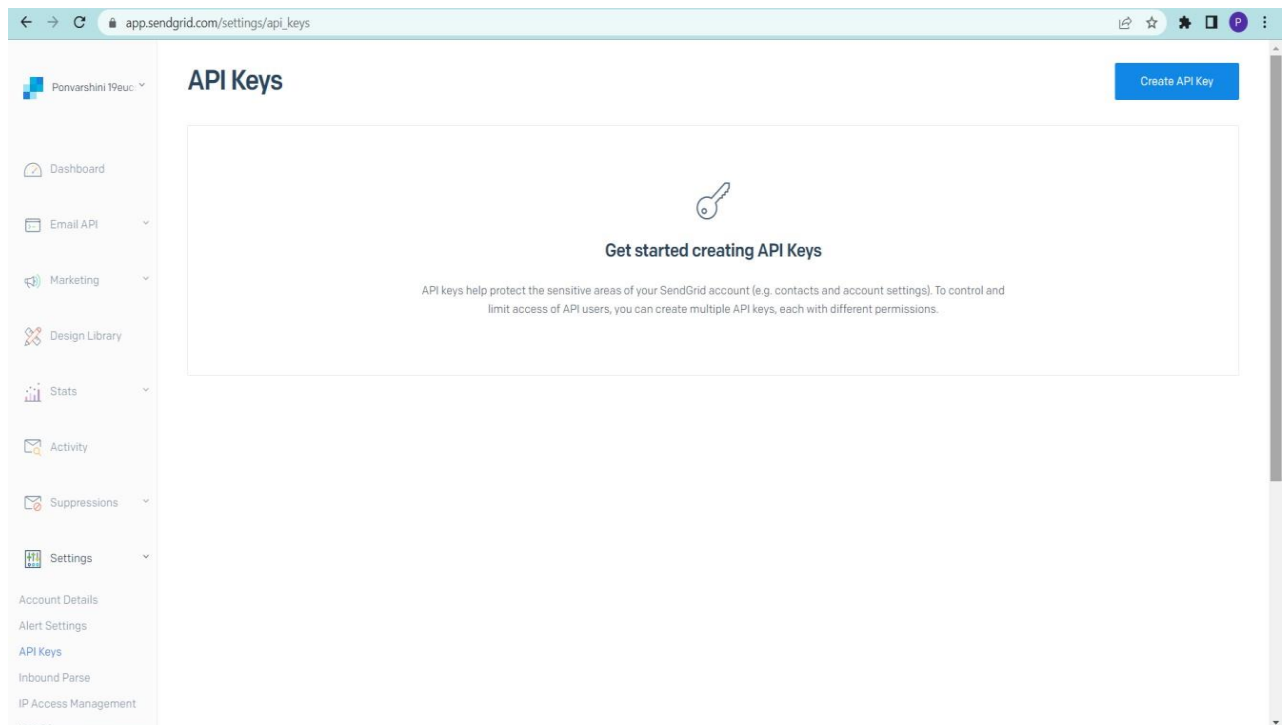 app.sendgrid.com/settings/api_keys
P
Ponvarshini 19euc
API Keys
Create API Key
Dashboard
Email API
Marketing
Design Library
Stats
Activity
Suppressions
Settings
Account Details
Alert Settings
API Keys
Inbound Parse
IP Access Management
Get started creating API Keys
API keys help protect the sensitive areas of your SendGrid account (e.g. contacts and account settings). To control and
limit access of API users, you can create multiple API keys, each with different permissions.